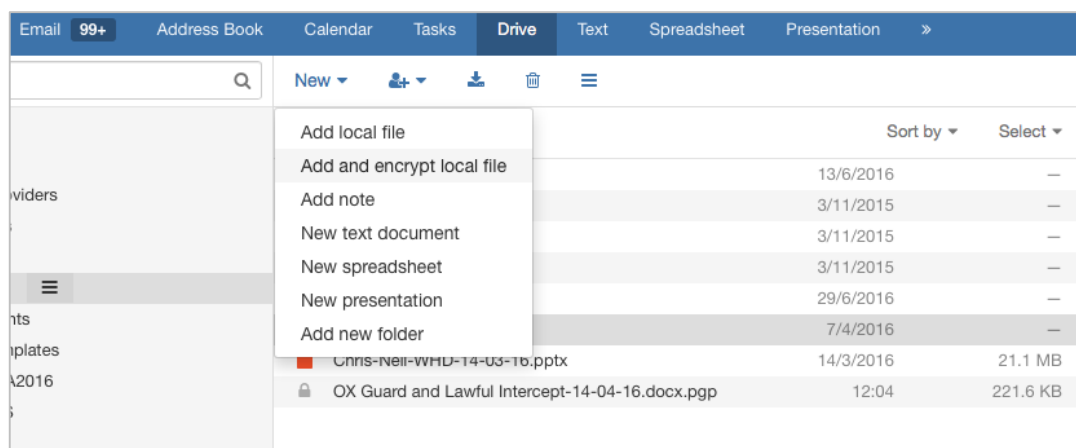 Email 99+ Address Book Calendar Tasks Drive Text Spreadsheet Presentation »
New
Sort by Select
Add local file
Add and encrypt local file
Add note
New text document
New spreadsheet
New presentation
Add new folder
oviders
nts
nplates
A2016
13/6/2016 —
3/11/2015 —
3/11/2015 —
3/11/2015 —
29/6/2016 —
7/4/2016 —
Chris-Neil-WHD-14-03-16.pptx 14/3/2016 21.1 MB
OX Guard and Lawful Intercept-14-04-16.docx.pgp 12:04 221.6 KB